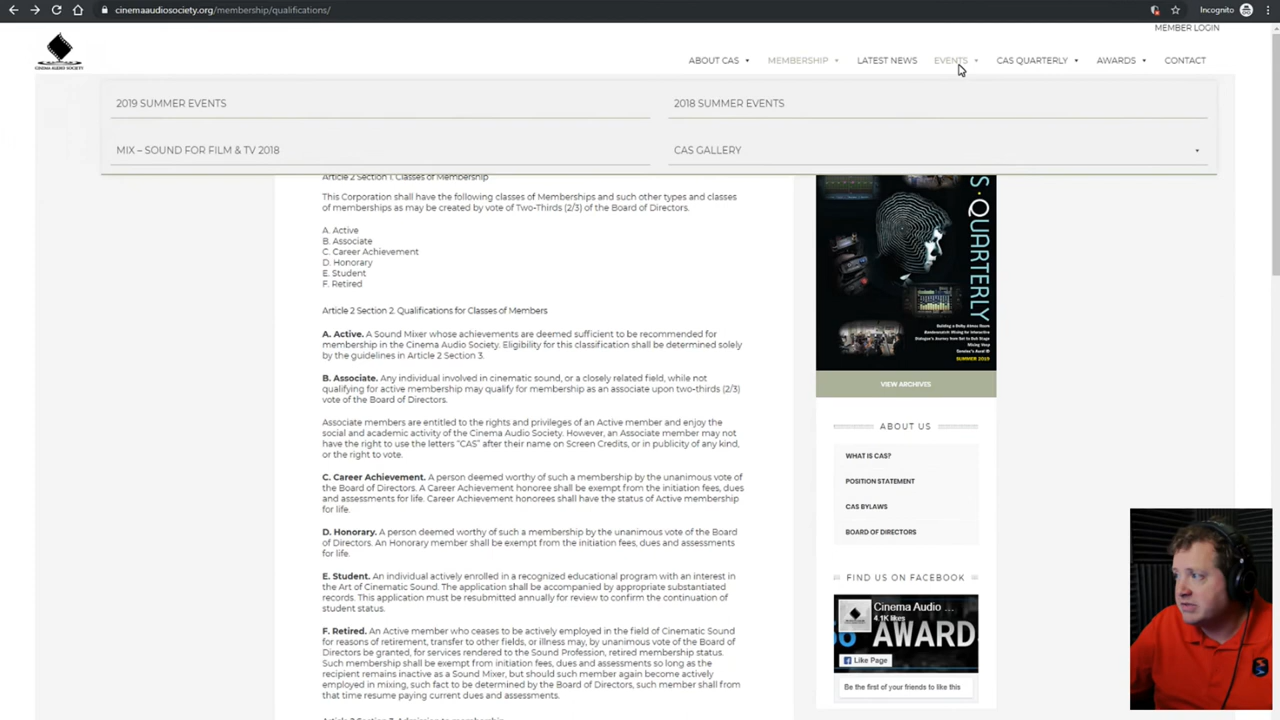 cinemaaudiosociety.org/membership/qualifications/
Incognito
MEMBER LOGIN
CINEMA AUDIO SOCIETY
ABOUT CAS
MEMBERSHIP
LATEST NEWS
EVENTS
CAS QUARTERLY
AWARDS
CONTACT
2019 SUMMER EVENTS
2018 SUMMER EVENTS
MIX – SOUND FOR FILM & TV 2018
CAS GALLERY
Article 2 Section 1. Classes of Membership
This Corporation shall have the following classes of Memberships and such other types and classes
of memberships as may be created by vote of Two-Thirds (2/3) of the Board of Directors.
A. Active
B. Associate
C. Career Achievement
D. Honorary
E. Student
F. Retired
Article 2 Section 2. Qualifications for Classes of Members
A. Active. A Sound Mixer whose achievements are deemed sufficient to be recommended for
membership in the Cinema Audio Society. Eligibility for this classification shall be determined solely
by the guidelines in Article 2 Section 3.
B. Associate. Any individual involved in cinematic sound, or a closely related field, while not
qualifying for active membership may qualify for membership as an associate upon two-thirds (2/3)
vote of the Board of Directors.
Associate members are entitled to the rights and privileges of an Active member and enjoy the
social and academic activity of the Cinema Audio Society. However, an Associate member may not
have the right to use the letters “CAS” after their name on Screen Credits, or in publicity of any kind,
or the right to vote.
C. Career Achievement. A person deemed worthy of such a membership by the unanimous vote of
the Board of Directors. A Career Achievement honoree shall be exempt from the initiation fees, dues
and assessments for life. Career Achievement honorees shall have the status of Active membership
for life.
D. Honorary. A person deemed worthy of such a membership by the unanimous vote of the Board
of Directors. An Honorary member shall be exempt from the initiation fees, dues and assessments
for life.
E. Student. An individual actively enrolled in a recognized educational program with an interest in
the Art of Cinematic Sound. The application shall be accompanied by appropriate substantiated
records. This application must be resubmitted annually for review to confirm the continuation of
student status.
F. Retired. An Active member who ceases to be actively employed in the field of Cinematic Sound
for reasons of retirement, transfer to other fields, or illness may, by unanimous vote of the Board of
Directors be granted, for services rendered to the Sound Profession, retired membership status.
Such membership shall be exempt from initiation fees, dues and assessments so long as the
recipient remains inactive as a Sound Mixer, but should such member again become actively
employed in mixing, such fact to be determined by the Board of Directors, such member shall from
that time resume paying current dues and assessments.
Article 2 Section 3. Admission to membership
S · QUARTERLY
SUMMER 2019
VIEW ARCHIVES
ABOUT US
WHAT IS CAS?
POSITION STATEMENT
CAS BYLAWS
BOARD OF DIRECTORS
FIND US ON FACEBOOK
Cinema Audio ...
4.1K likes
AWARD
Like Page
Be the first of your friends to like this